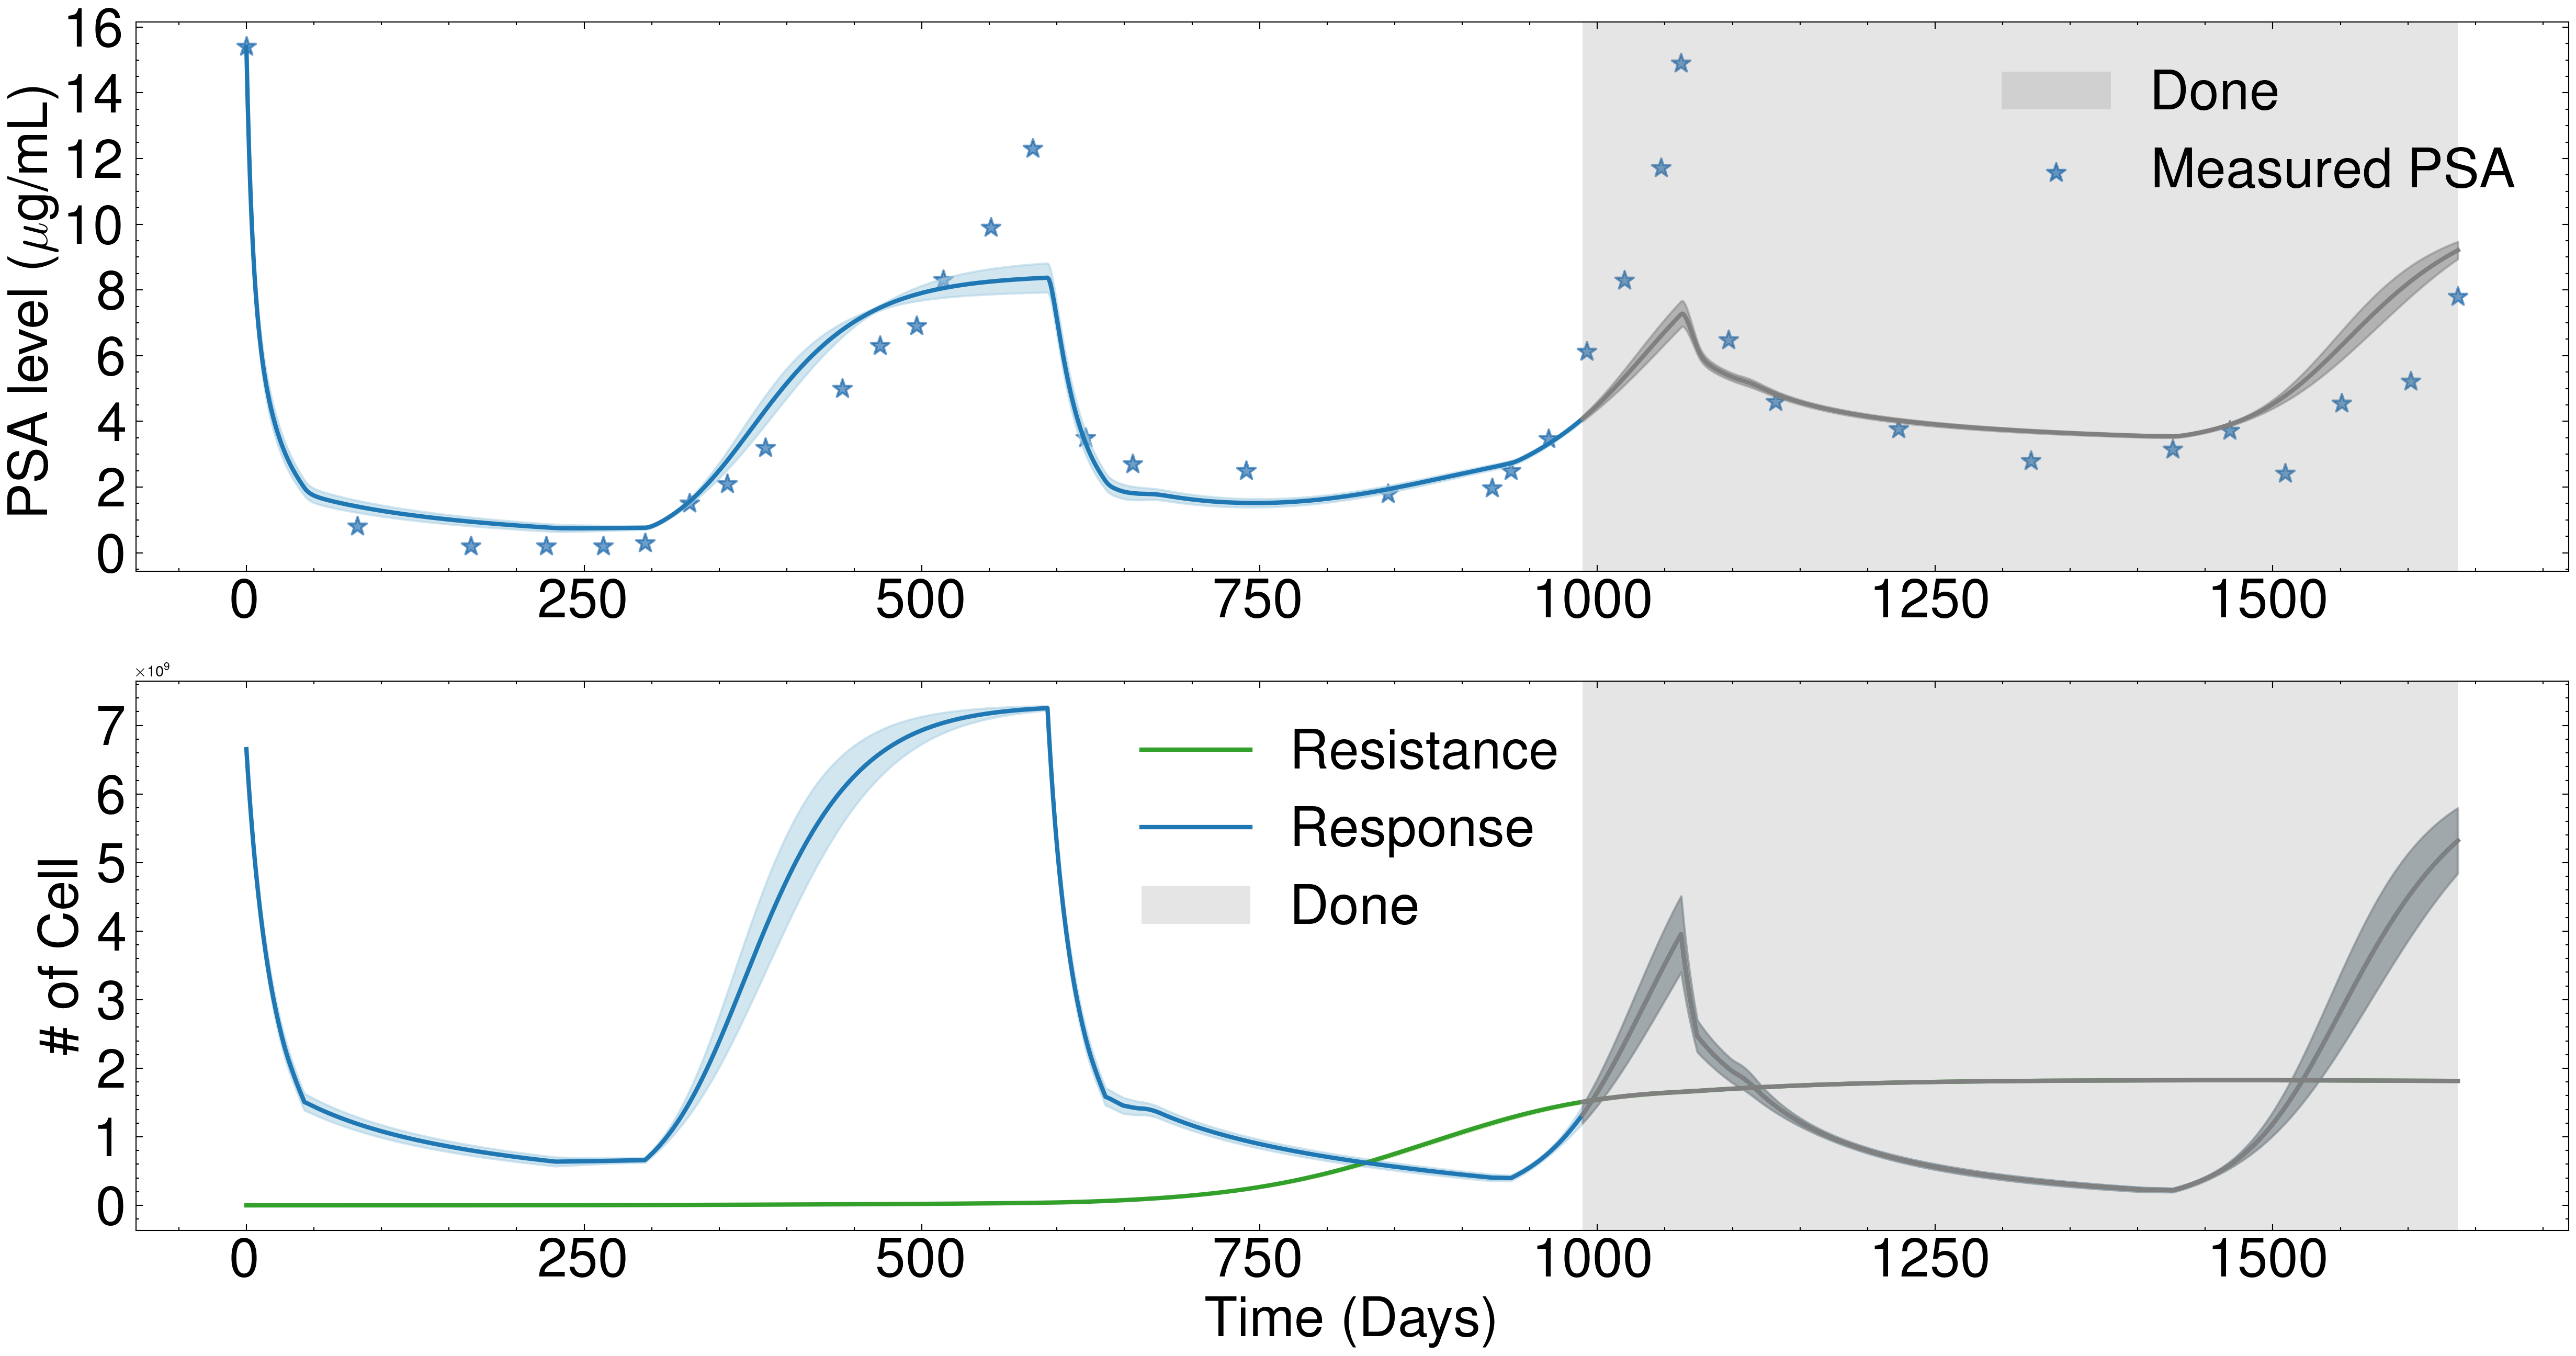 16
14
12
10
8
6
4
2
0
PSA level (μg/mL)
Done
Measured PSA
0 250 500 750 1000 1250 1500
×10⁹
7
6
5
4
3
2
1
0
# of Cell
Resistance
Response
Done
0 250 500 750 1000 1250 1500
Time (Days)